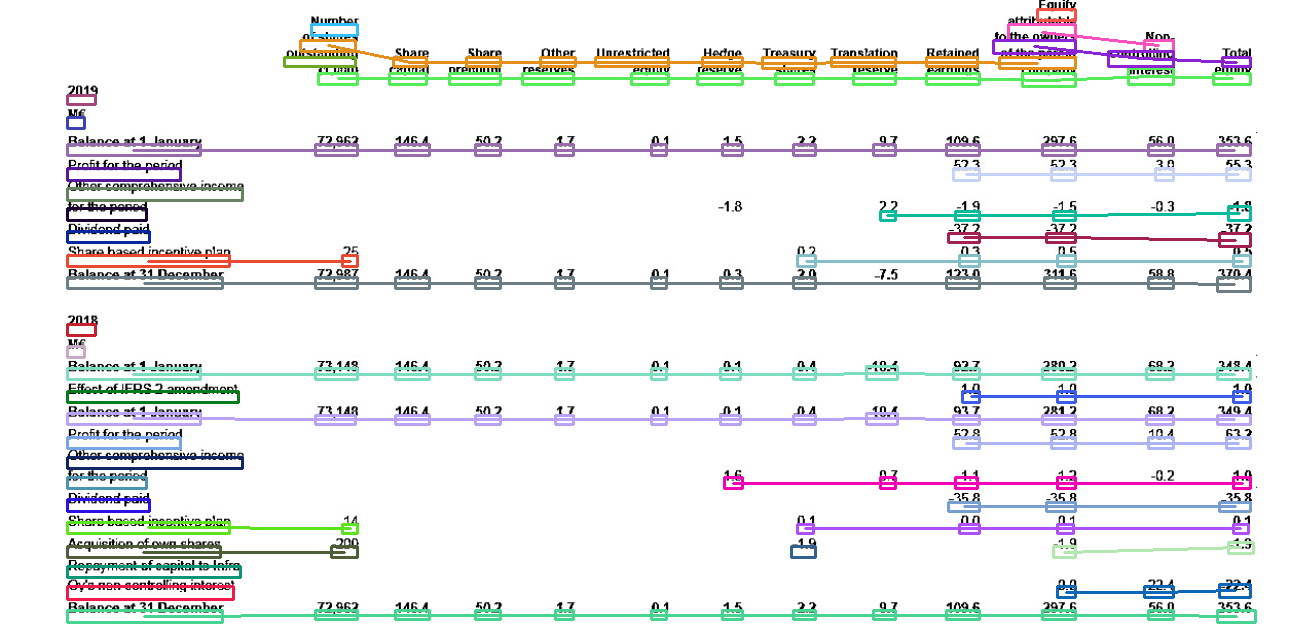 Equity
Number attributable
of shares to the owners Non-
outstanding Share Share Other Unrestricted Hedge Treasury Translation Retained of the parent controlling Total
capital premium reserves equity reserve shares reserve earnings interest equity
2019
M€
Balance at 1 January 72,962 146.4 50.2 1.7 0.1 1.5 2.2 9.7 109.6 297.6 56.0 353.6
Profit for the period 52.3 52.3 3.0 55.3
Other comprehensive income
for the period -1.8 2.2 -1.9 -1.5 -0.3 -1.8
Dividend paid -37.2 -37.2 -37.2
Share based incentive plan 25 0.2 0.3 0.5 0.5
Balance at 31 December 72,987 146.4 50.2 1.7 0.1 0.3 2.0 -7.5 123.0 311.6 58.8 370.4
2018
M€
Balance at 1 January 73,148 146.4 50.2 1.7 0.1 0.1 0.4 -10.4 92.7 280.2 68.2 348.4
Effect of IFRS 2 amendment 1.0 1.0 1.0
Balance at 1 January 73,148 146.4 50.2 1.7 0.1 0.1 0.4 -10.4 93.7 281.2 68.2 349.4
Profit for the period 52.8 52.8 10.4 63.2
Other comprehensive income
for the period 1.6 0.7 -1.1 1.2 -0.2 1.0
Dividend paid -35.8 -35.8 -35.8
Share based incentive plan 14 0.1 0.0 0.1 0.1
Acquisition of own shares -200 -1.9 -1.9 -1.9
Repayment of capital to Infra
Oy's non-controlling interest 0.0 -22.4 -22.4
Balance at 31 December 72,962 146.4 50.2 1.7 0.1 1.5 2.2 9.7 109.6 297.6 56.0 353.6